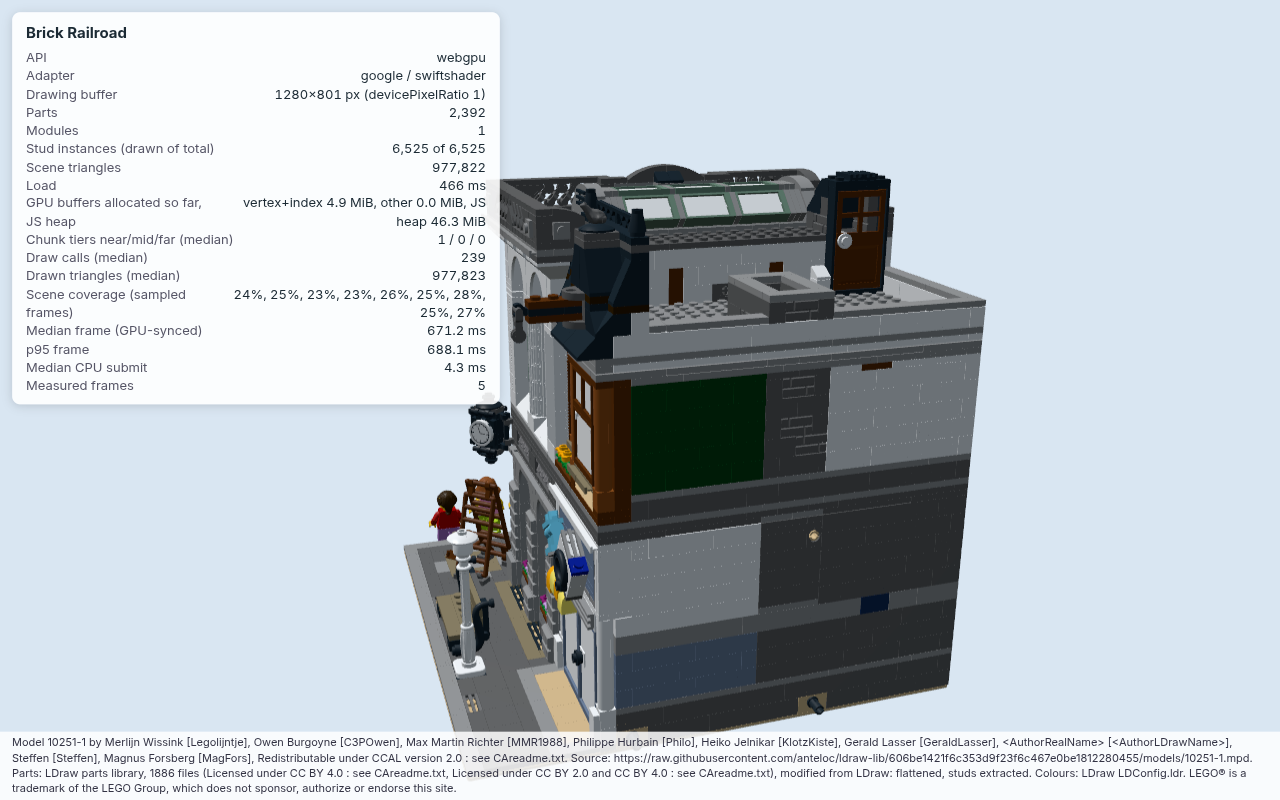 Brick Railroad
API webgpu
Adapter google / swiftshader
Drawing buffer 1280×801 px (devicePixelRatio 1)
Parts 2,392
Modules 1
Stud instances (drawn of total) 6,525 of 6,525
Scene triangles 977,822
Load 466 ms
GPU buffers allocated so far, vertex+index 4.9 MiB, other 0.0 MiB, JS
JS heap heap 46.3 MiB
Chunk tiers near/mid/far (median) 1 / 0 / 0
Draw calls (median) 239
Drawn triangles (median) 977,823
Scene coverage (sampled 24%, 25%, 23%, 23%, 26%, 25%, 28%,
frames) 25%, 27%
Median frame (GPU-synced) 671.2 ms
p95 frame 688.1 ms
Median CPU submit 4.3 ms
Measured frames 5
Model 10251-1 by Merlijn Wissink [Legolijntje], Owen Burgoyne [C3POwen], Max Martin Richter [MMR1988], Philippe Hurbain [Philo], Heiko Jelnikar [KlotzKiste], Gerald Lasser [GeraldLasser], <AuthorRealName> [<AuthorLDrawName>],
Steffen [Steffen], Magnus Forsberg [MagFors], Redistributable under CCAL version 2.0 : see CAreadme.txt. Source: https://raw.githubusercontent.com/anteloc/ldraw-lib/606be1421f6c353d9f23f6c467e0be1812280455/models/10251-1.mpd.
Parts: LDraw parts library, 1886 files (Licensed under CC BY 4.0 : see CAreadme.txt, Licensed under CC BY 2.0 and CC BY 4.0 : see CAreadme.txt), modified from LDraw: flattened, studs extracted. Colours: LDraw LDConfig.ldr. LEGO® is a
trademark of the LEGO Group, which does not sponsor, authorize or endorse this site.